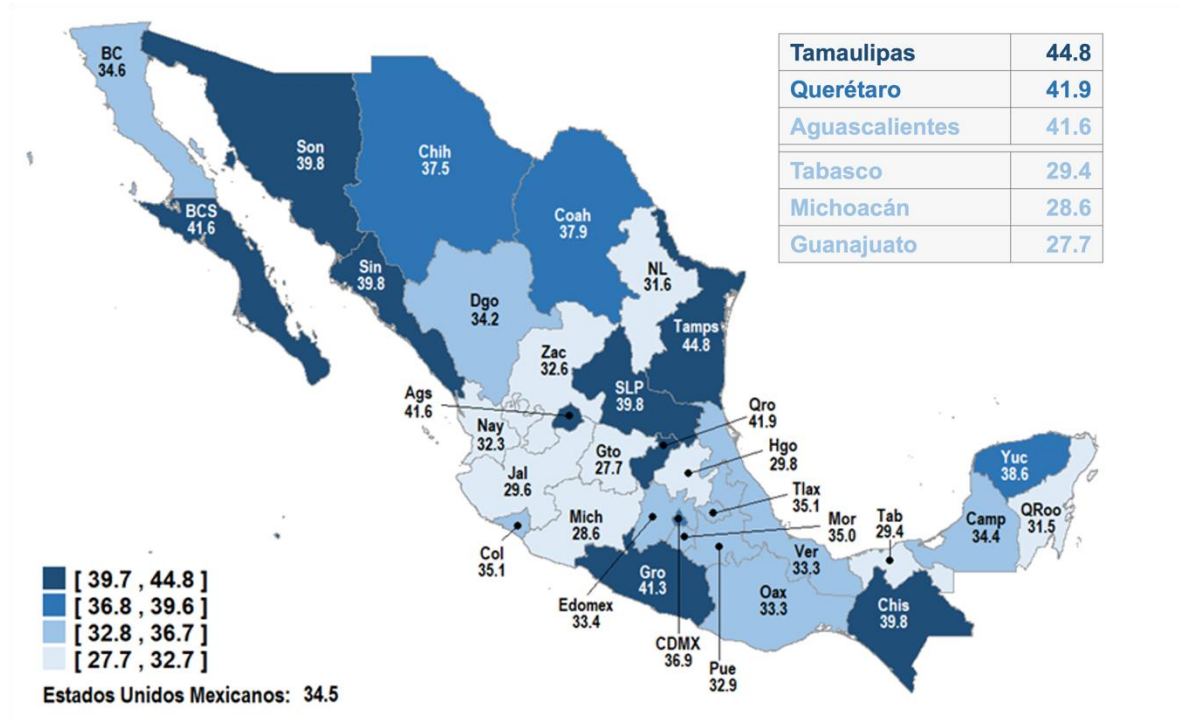 Tamaulipas 44.8
Querétaro 41.9
Aguascalientes 41.6
Tabasco 29.4
Michoacán 28.6
Guanajuato 27.7
BC
34.6
Son
39.8
Chih
37.5
BCS
41.6
Coah
37.9
Sin
39.8
NL
31.6
Dgo
34.2
Tamps
44.8
Zac
32.6
SLP
39.8
Ags
41.6
Qro
41.9
Nay
32.3
Gto
27.7
Hgo
29.8
Yuc
38.6
Jal
29.6
Tlax
35.1
Mich
28.6
Mor
35.0
Tab
29.4
Camp
34.4
QRoo
31.5
Col
35.1
Ver
33.3
Gro
41.3
Oax
33.3
Edomex
33.4
Chis
39.8
CDMX
36.9
Pue
32.9
[ 39.7 , 44.8 ]
[ 36.8 , 39.6 ]
[ 32.8 , 36.7 ]
[ 27.7 , 32.7 ]
Estados Unidos Mexicanos: 34.5